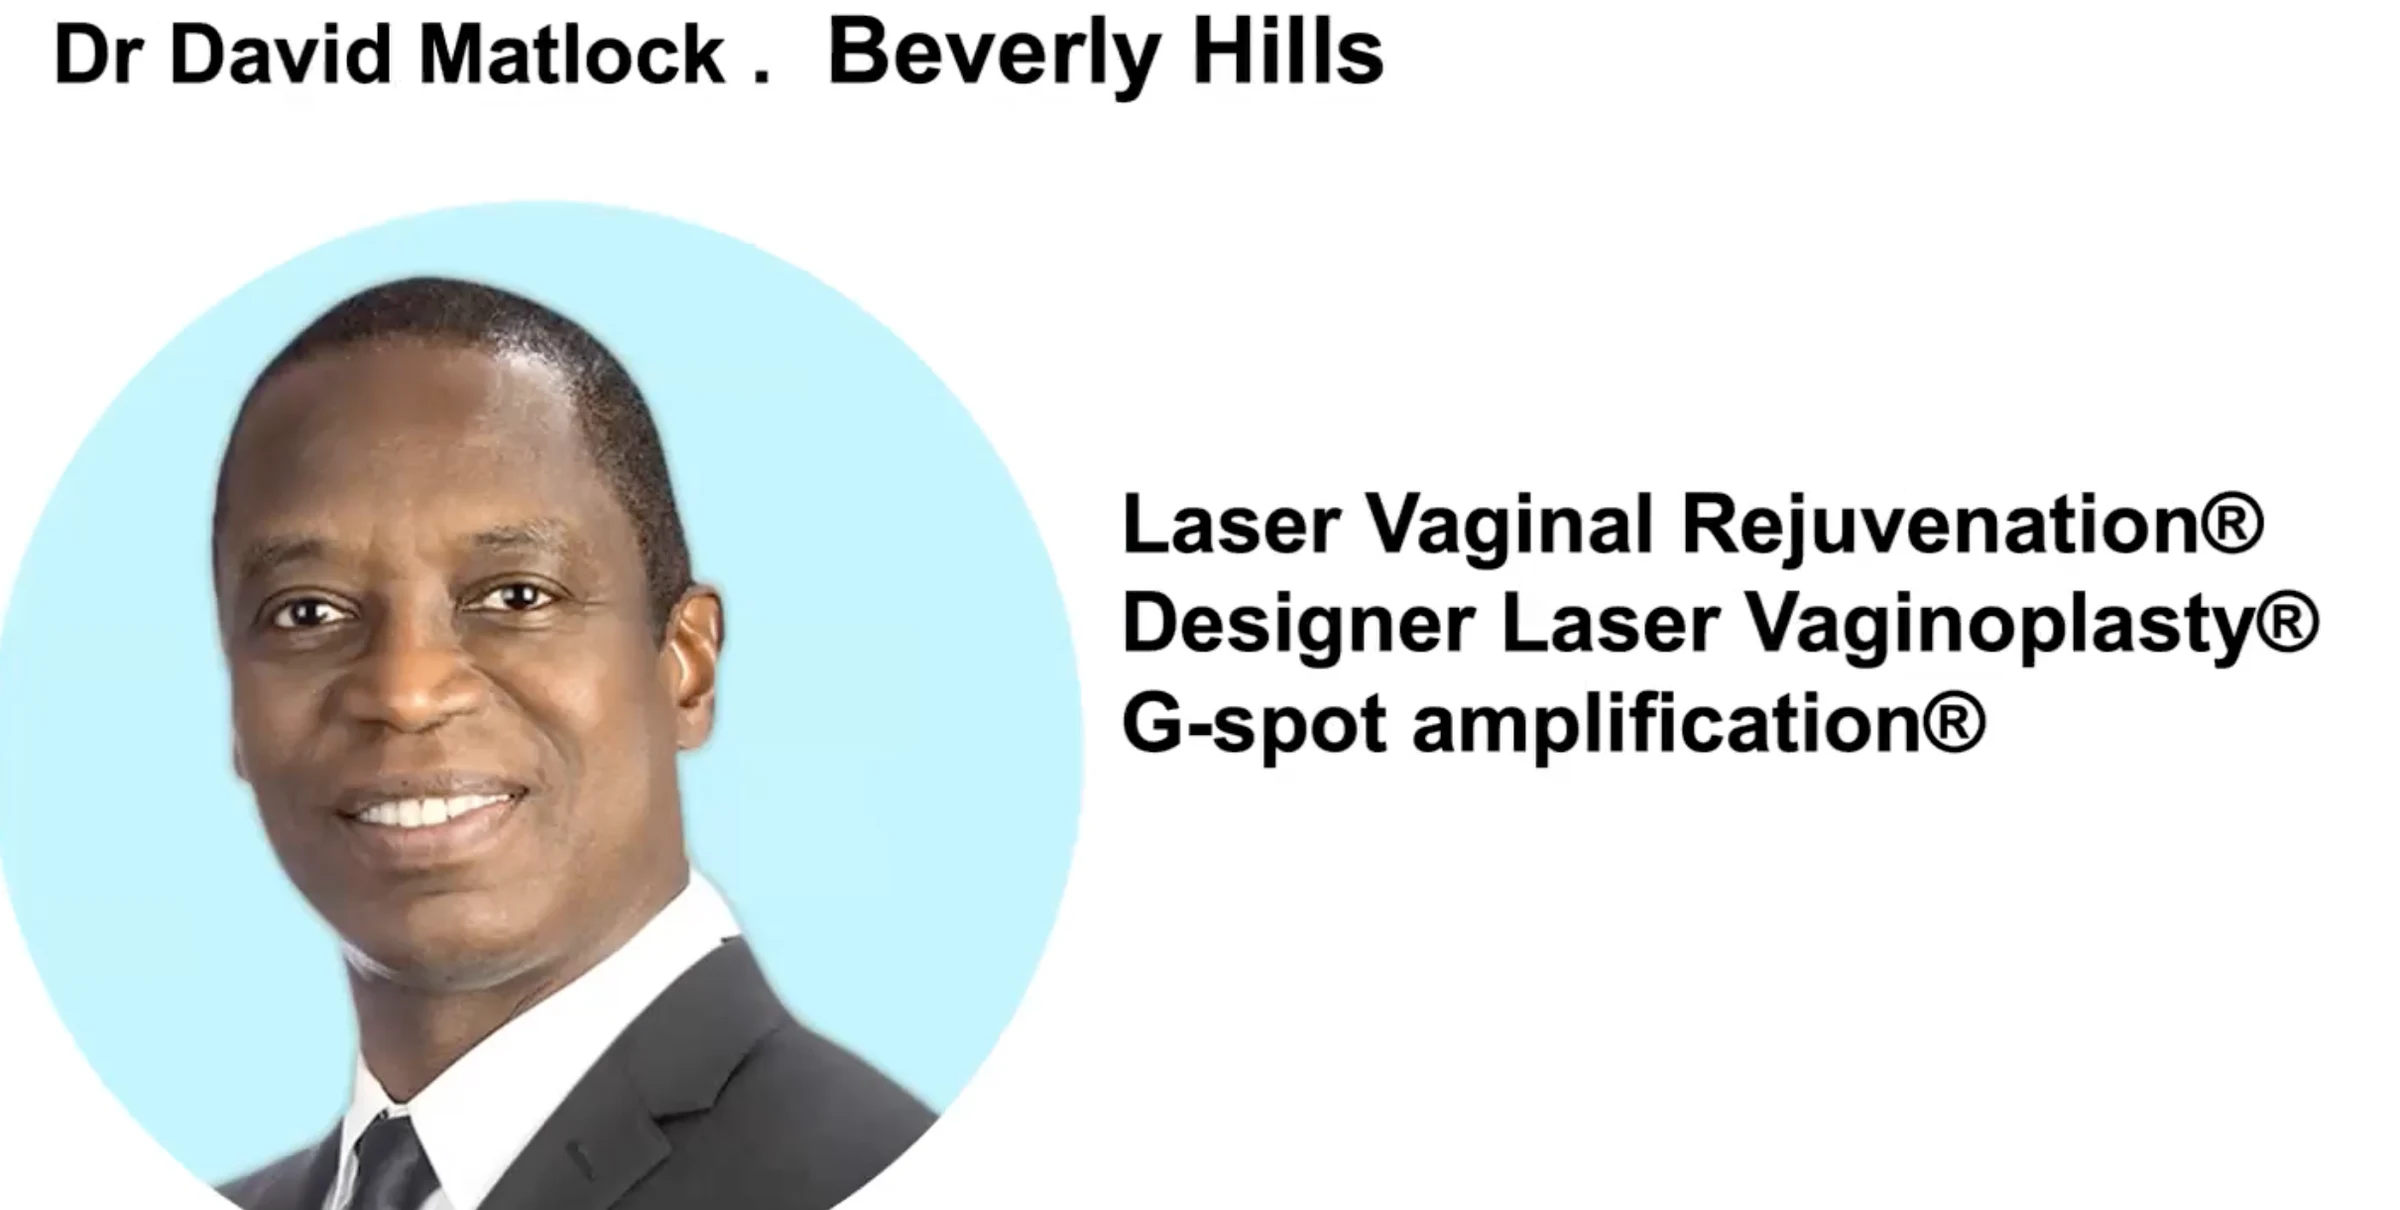 Dr David Matlock . Beverly Hills
Laser Vaginal Rejuvenation®
Designer Laser Vaginoplasty®
G-spot amplification®